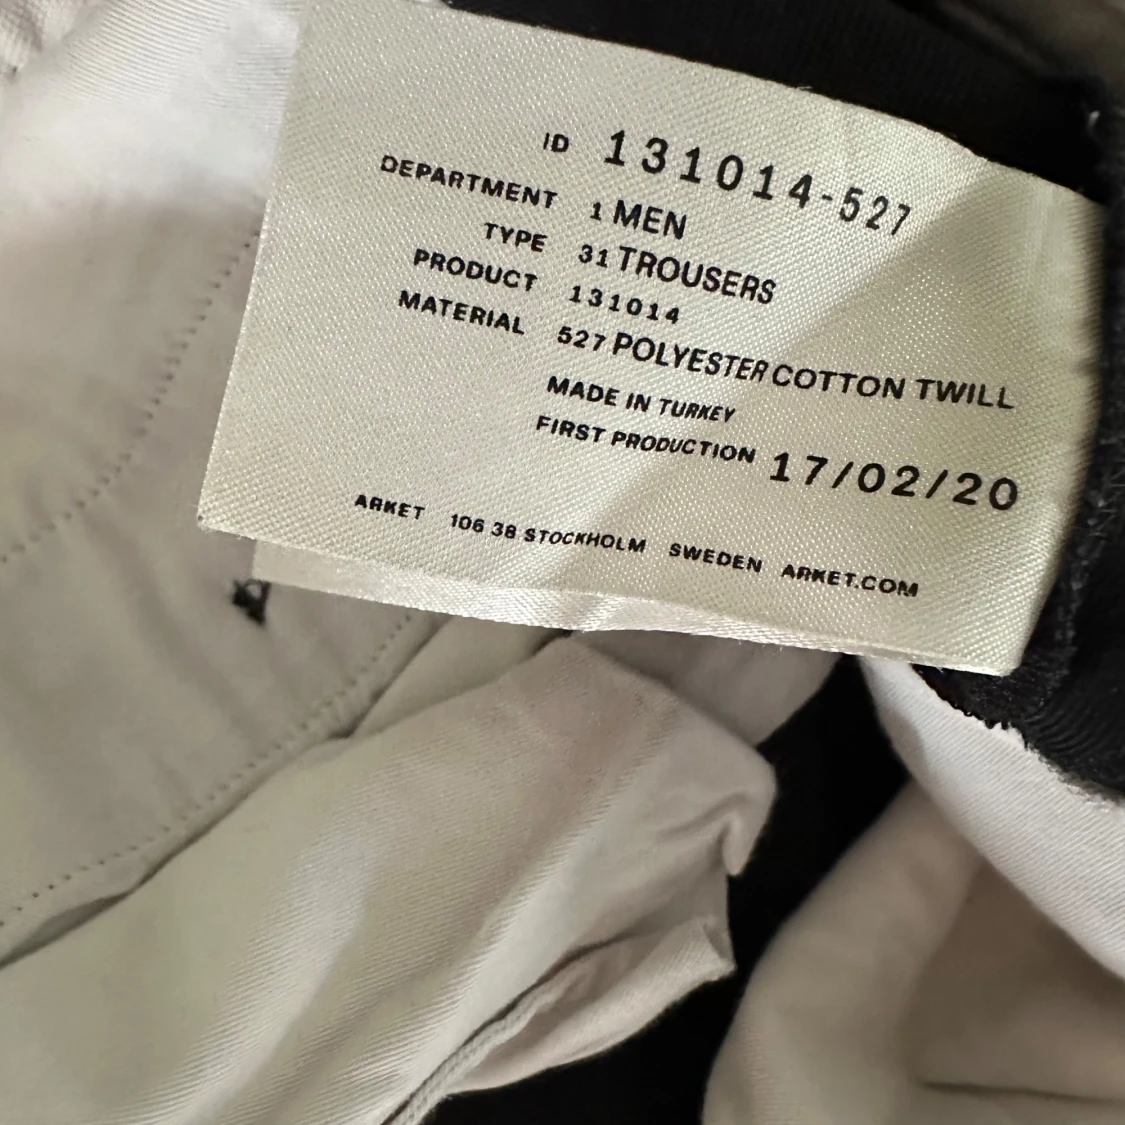 ID 131014-527
DEPARTMENT 1 MEN
TYPE 31 TROUSERS
PRODUCT 131014
MATERIAL 527 POLYESTER COTTON TWILL
MADE IN TURKEY
FIRST PRODUCTION 17/02/20
ARKET 106 38 STOCKHOLM SWEDEN ARKET.COM